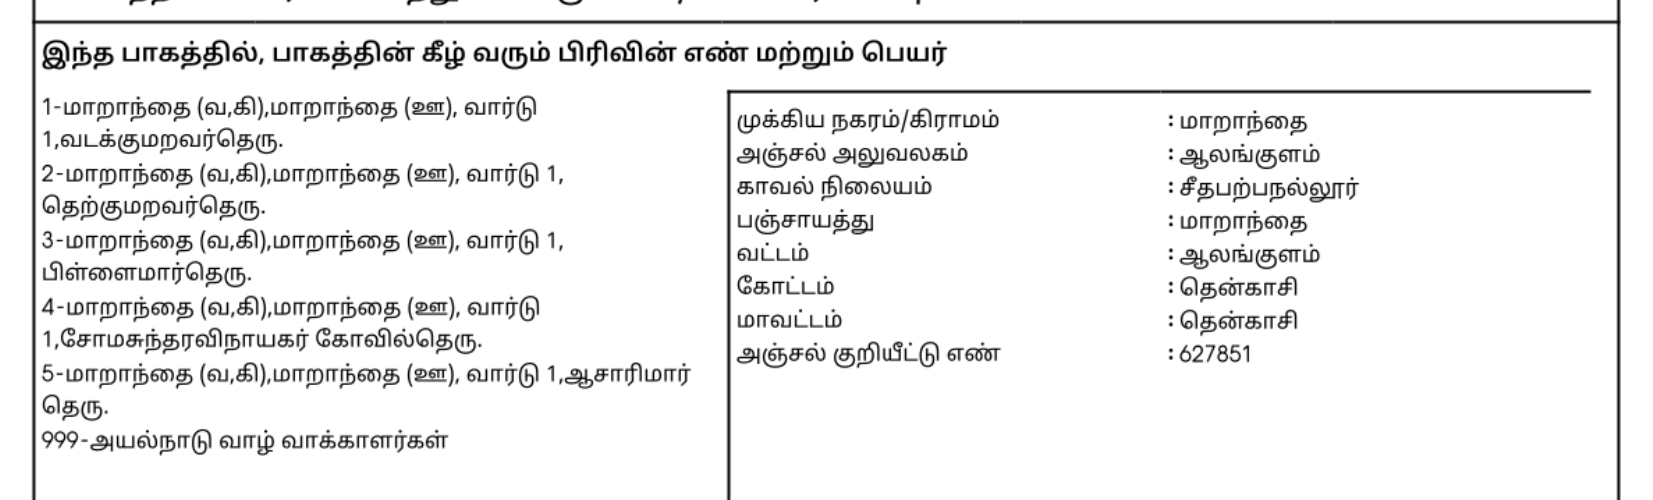 இந்த பாகத்தில், பாகத்தின் கீழ் வரும் பிரிவின் எண் மற்றும் பெயர்
1-மாறாந்தை (வ,கி),மாறாந்தை (ஊ), வார்டு
1,வடக்குமறவர்தெரு.
2-மாறாந்தை (வ,கி),மாறாந்தை (ஊ), வார்டு 1,
தெற்குமறவர்தெரு.
3-மாறாந்தை (வ,கி),மாறாந்தை (ஊ), வார்டு 1,
பிள்ளைமார்தெரு.
4-மாறாந்தை (வ,கி),மாறாந்தை (ஊ), வார்டு
1,சோமசுந்தரவிநாயகர் கோவில்தெரு.
5-மாறாந்தை (வ,கி),மாறாந்தை (ஊ), வார்டு 1,ஆசாரிமார்
தெரு.
999-அயல்நாடு வாழ் வாக்காளர்கள்
முக்கிய நகரம்/கிராமம் : மாறாந்தை
அஞ்சல் அலுவலகம் : ஆலங்குளம்
காவல் நிலையம் : சீதபற்பநல்லூர்
பஞ்சாயத்து : மாறாந்தை
வட்டம் : ஆலங்குளம்
கோட்டம் : தென்காசி
மாவட்டம் : தென்காசி
அஞ்சல் குறியீட்டு எண் : 627851